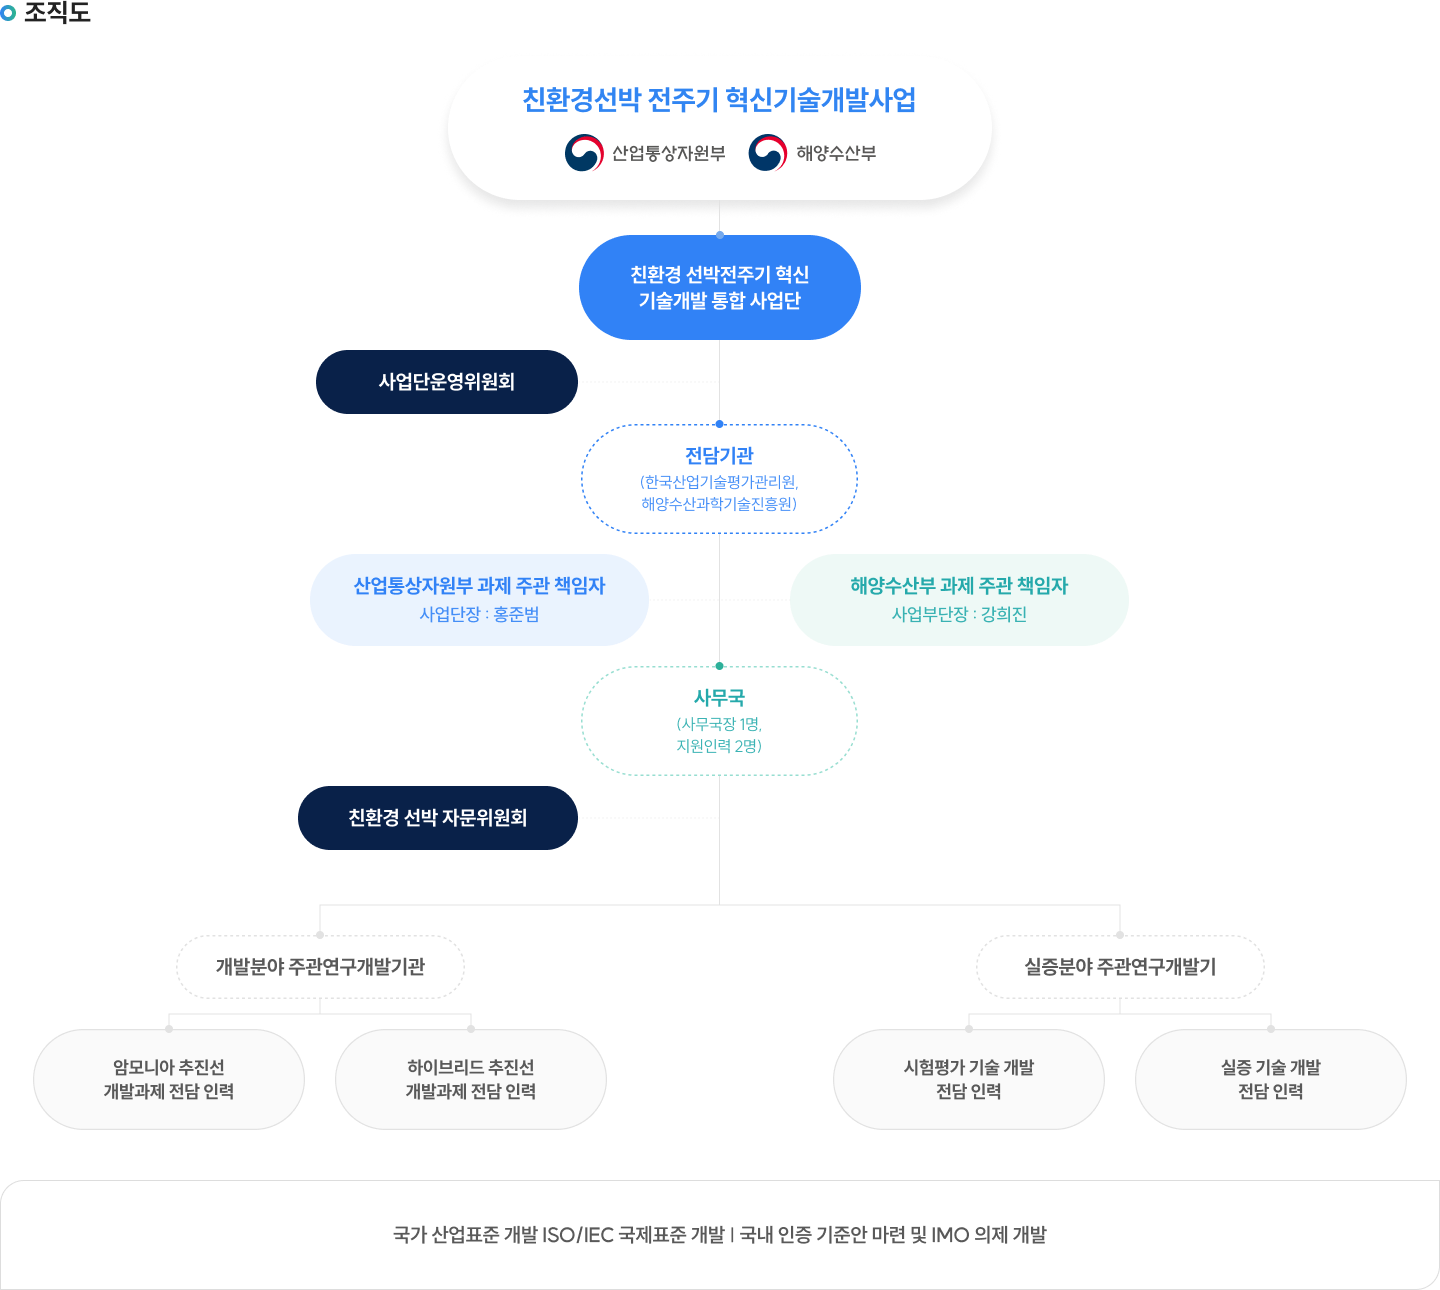 조직도
친환경선박 전주기 혁신기술개발사업
산업통상자원부
해양수산부
친환경 선박전주기 혁신
기술개발 통합 사업단
사업단운영위원회
전담기관
(한국산업기술평가관리원,
해양수산과학기술진흥원)
산업통상자원부 과제 주관 책임자
사업단장 : 홍준범
해양수산부 과제 주관 책임자
사업부단장 : 강희진
사무국
(사무국장 1명,
지원인력 2명)
친환경 선박 자문위원회
개발분야 주관연구개발기관
실증분야 주관연구개발기
암모니아 추진선
개발과제 전담 인력
하이브리드 추진선
개발과제 전담 인력
시험평가 기술 개발
전담 인력
실증 기술 개발
전담 인력
국가 산업표준 개발 ISO/IEC 국제표준 개발 | 국내 인증 기준안 마련 및 IMO 의제 개발